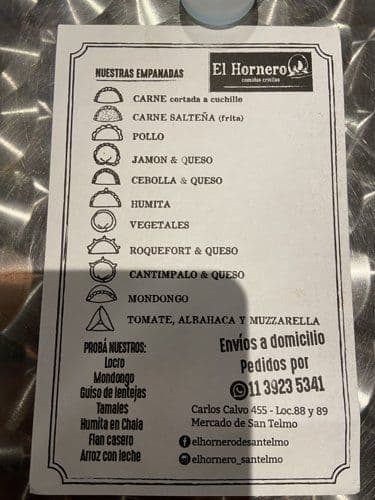 El Hornero
comidas criollas
NUESTRAS EMPANADAS
CARNE cortada a cuchillo
CARNE SALTEÑA (frita)
POLLO
JAMON & QUESO
CEBOLLA & QUESO
HUMITA
VEGETALES
ROQUEFORT & QUESO
CANTIMPALO & QUESO
MONDONGO
TOMATE, ALBAHACA Y MUZZARELLA
PROBÁ NUESTROS:
Locro
Mondongo
Guiso de lentejas
Tamales
Humita en Chala
Flan casero
Arroz con leche
Envíos a domicilio
Pedidos por
11 3923 5341
Carlos Calvo 455 - Loc.88 y 89
Mercado de San Telmo
elhornerodesantelmo
elhornero_santelmo